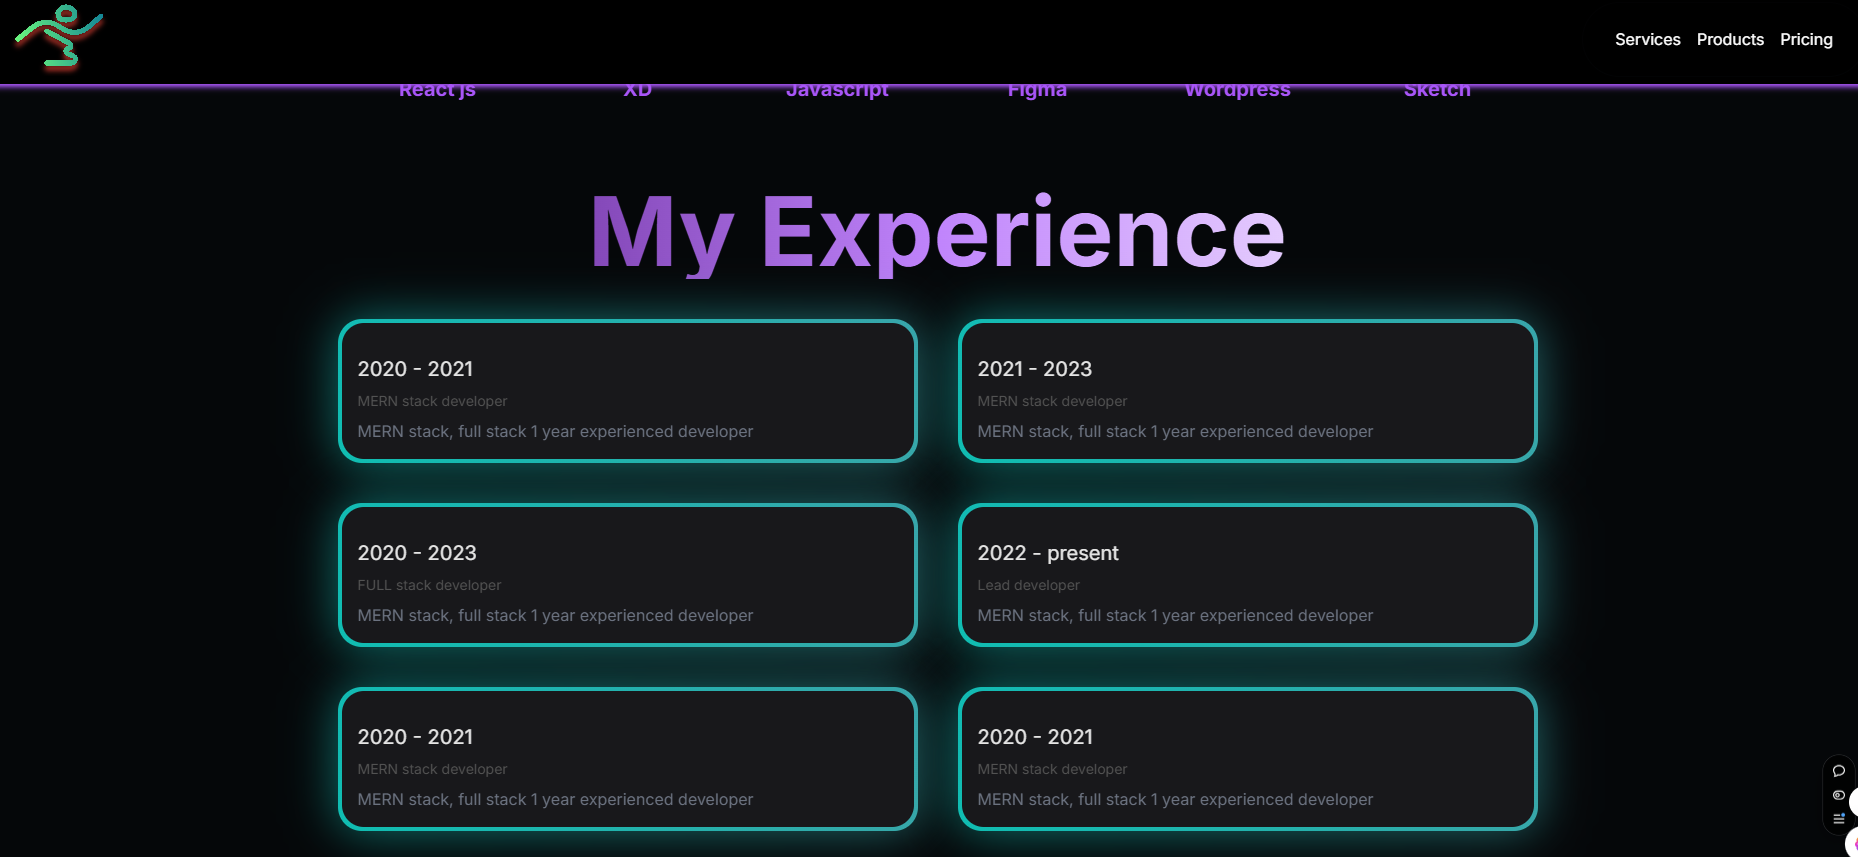 Services Products Pricing
React js XD Javascript Figma Wordpress Sketch
My Experience
2020 - 2021
MERN stack developer
MERN stack, full stack 1 year experienced developer
2021 - 2023
MERN stack developer
MERN stack, full stack 1 year experienced developer
2020 - 2023
FULL stack developer
MERN stack, full stack 1 year experienced developer
2022 - present
Lead developer
MERN stack, full stack 1 year experienced developer
2020 - 2021
MERN stack developer
MERN stack, full stack 1 year experienced developer
2020 - 2021
MERN stack developer
MERN stack, full stack 1 year experienced developer